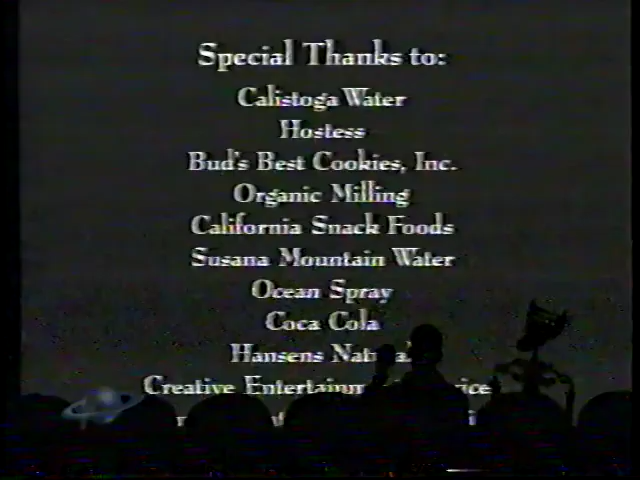 Special Thanks to:
Calistoga Water
Hostess
Bud's Best Cookies, Inc.
Organic Milling
California Snack Foods
Susana Mountain Water
Ocean Spray
Coca Cola
Hansens
Creative